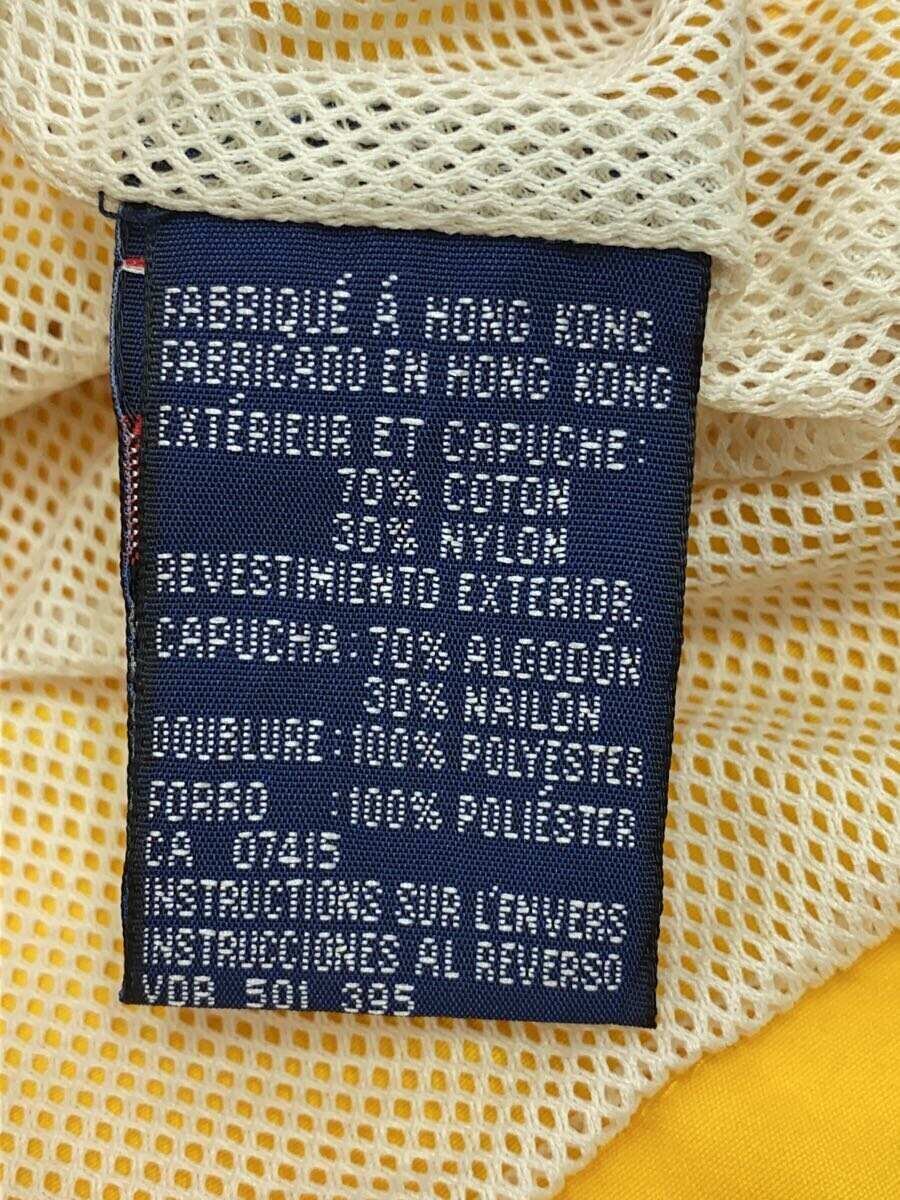 FABRIQUÉ Á HONG KONG
FABRICADO EN HONG KONG
EXTÉRIEUR ET CAPUCHE:
70% COTON
30% NYLON
REVESTIMIENTO EXTERIOR.
CAPUCHA: 70% ALGODÓN
30% NAILON
DOUBLURE :100% POLYESTER
FORRO :100% POLIÉSTER
CA 07415
INSTRUCTIONS SUR L'ENVERS
INSTRUCCIONES AL REVERSO
VDR 501 395